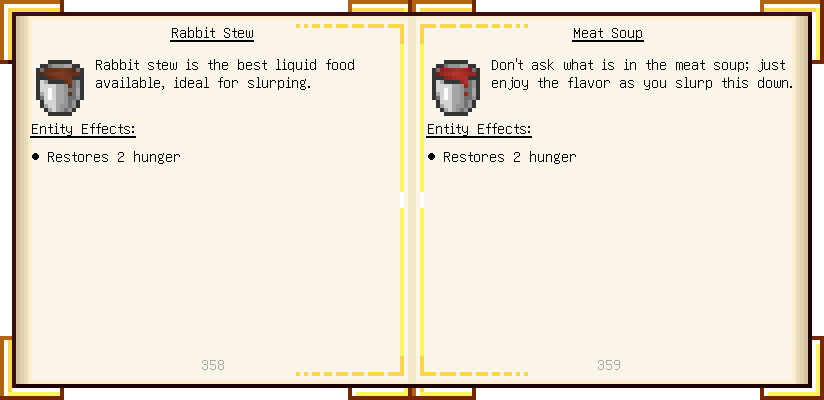 Rabbit Stew
Rabbit stew is the best liquid food
available, ideal for slurping.
Entity Effects:
● Restores 2 hunger
358
Meat Soup
Don't ask what is in the meat soup; just
enjoy the flavor as you slurp this down.
Entity Effects:
● Restores 2 hunger
359